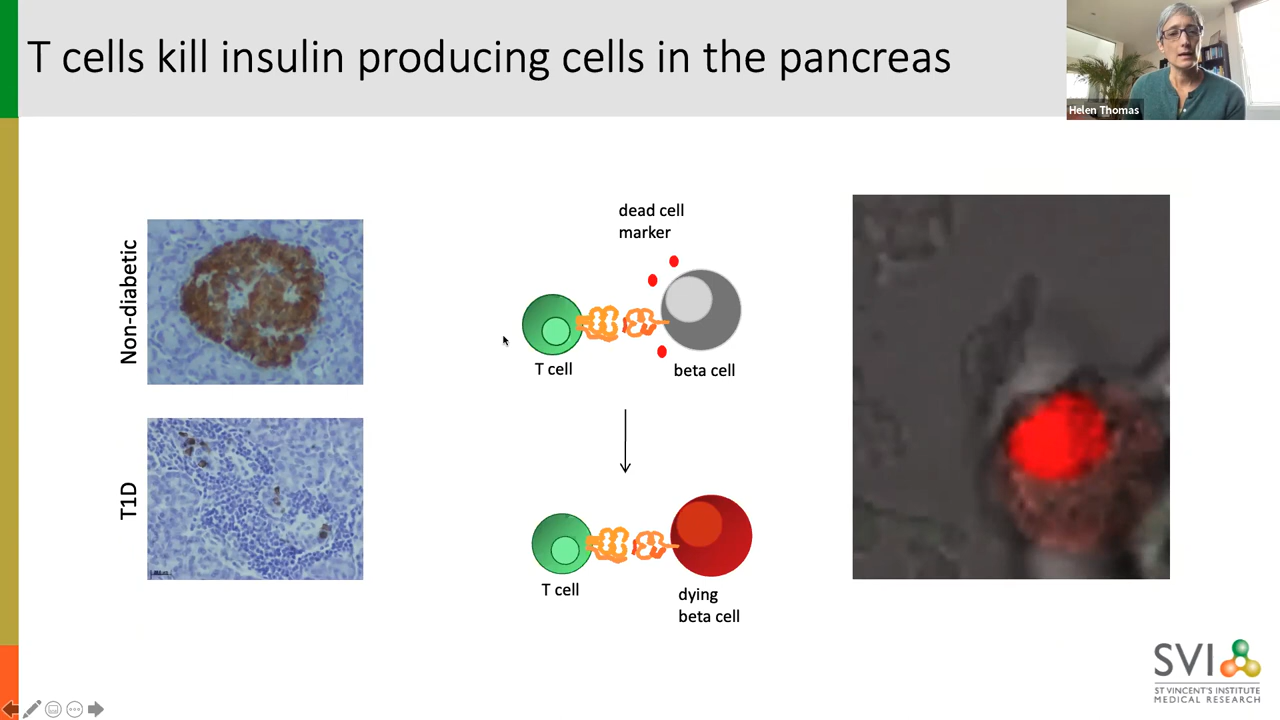 T cells kill insulin producing cells in the pancreas
Helen Thomas
Non-diabetic
T1D
dead cell
marker
T cell
beta cell
T cell
dying
beta cell
SVI
ST VINCENT'S INSTITUTE
MEDICAL RESEARCH